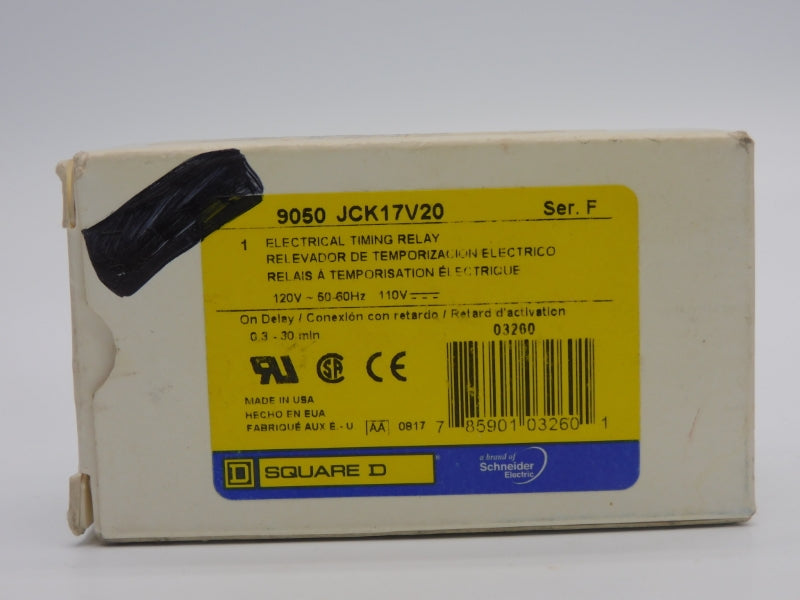 9050 JCK17V20 Ser. F
1 ELECTRICAL TIMING RELAY
RELEVADOR DE TEMPORIZACION ELECTRICO
RELAIS À TEMPORISATION ÉLECTRIQUE
120V ~ 50-60Hz 110V
On Delay / Conexión con retardo / Retard d'activation
0.3 - 30 min 03260
MADE IN USA
HECHO EN EUA
FABRIQUÉ AUX É.-U AA 0817
7 85901 03260 1
D SQUARE D
a brand of
Schneider
Electric